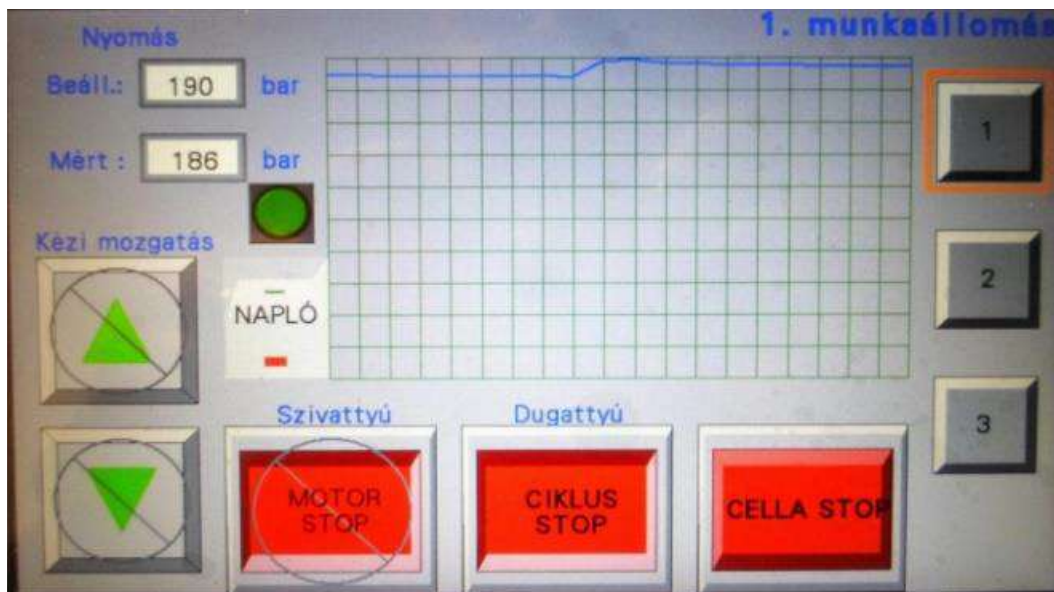 Nyomás
1. munkaállomás
Beáll.: 190 bar
Mért : 186 bar
1
Kézi mozgatás
2
NAPLÓ
Szivattyú
Dugattyú
3
MOTOR
STOP
CIKLUS
STOP
CELLA STOP